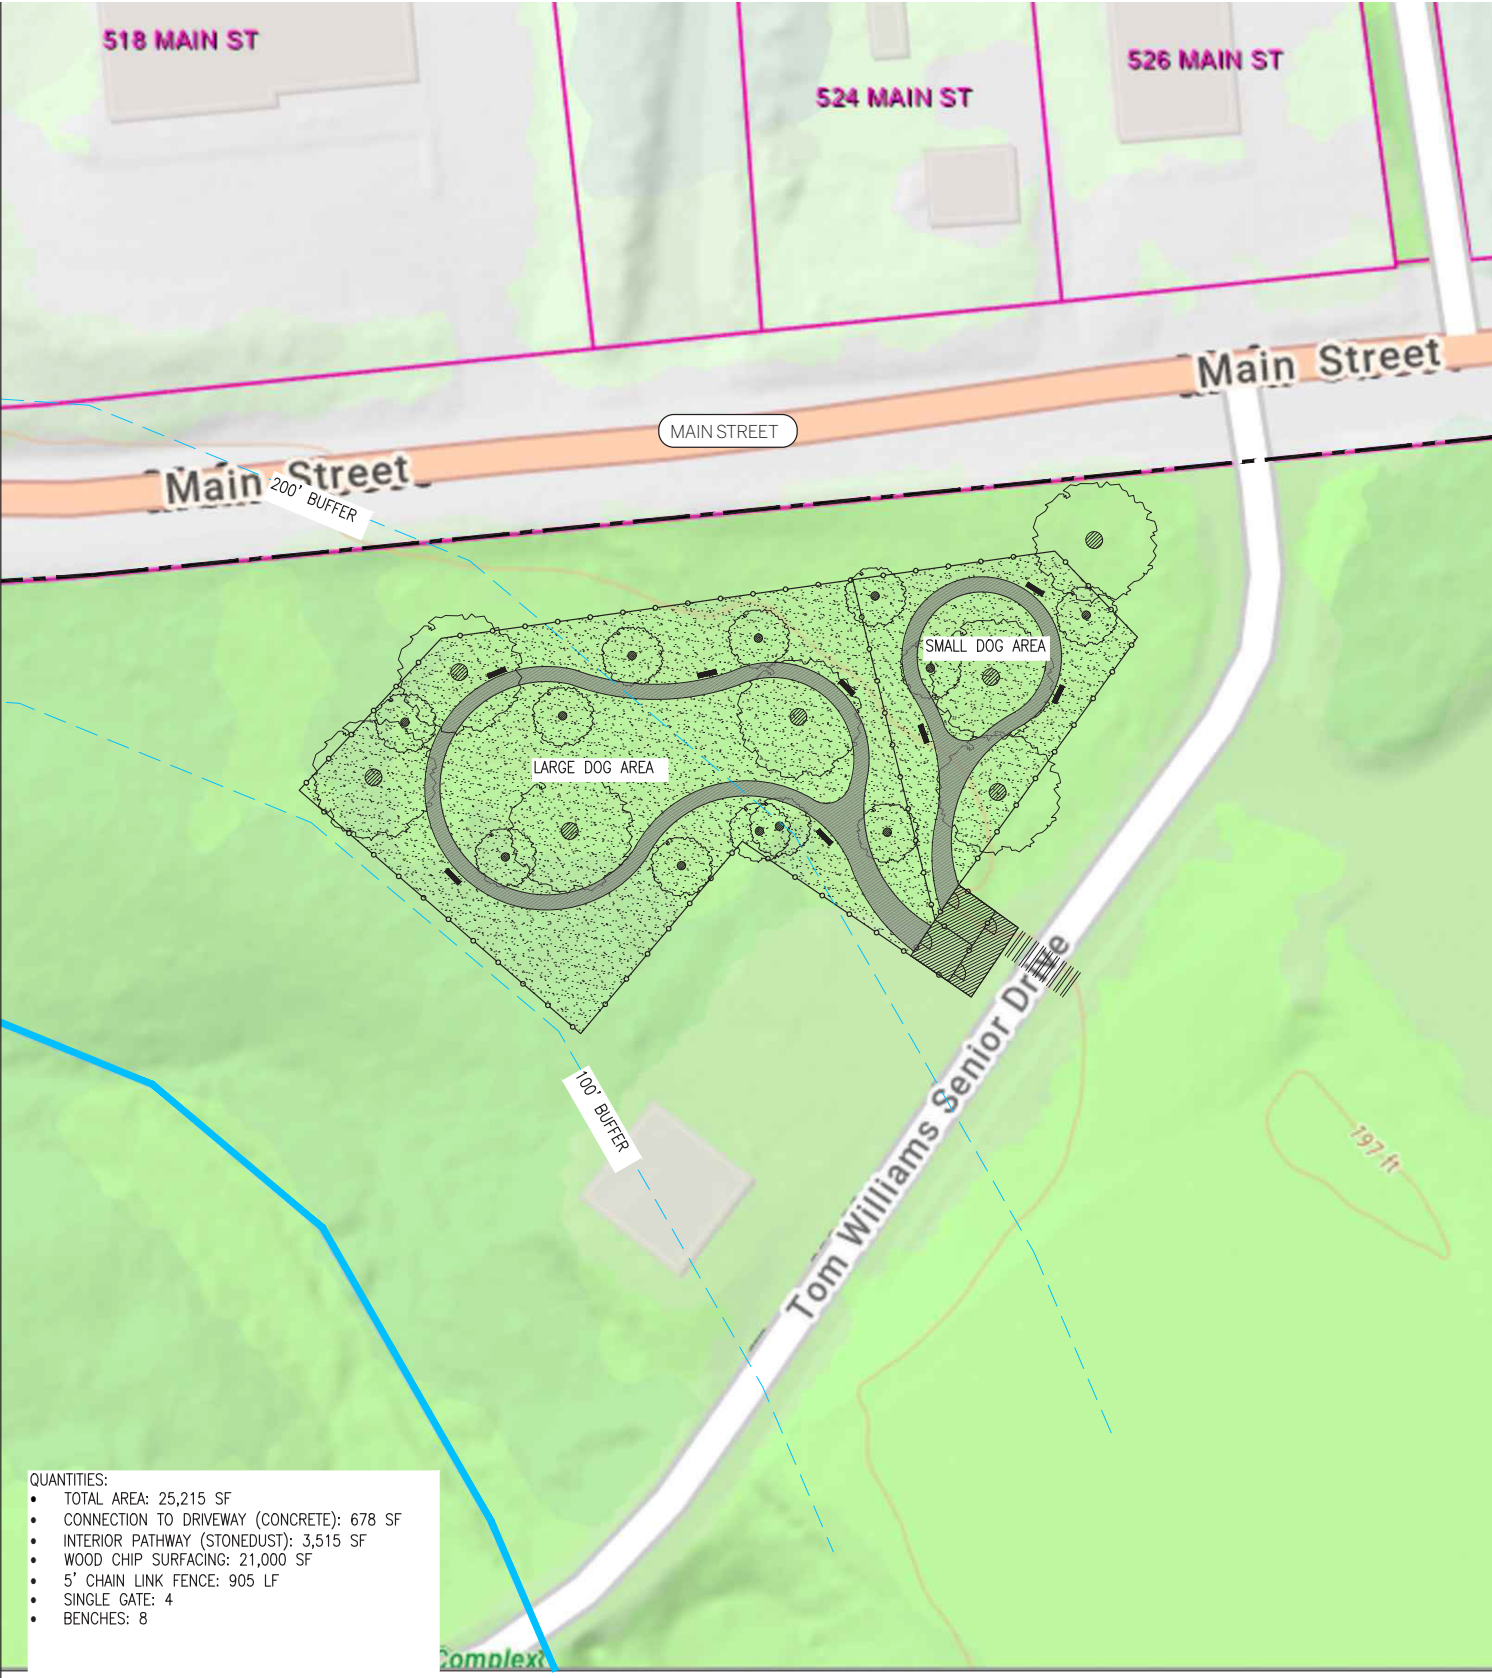 518 MAIN ST
526 MAIN ST
524 MAIN ST
Main Street
MAIN STREET
Main Street
200' BUFFER
SMALL DOG AREA
LARGE DOG AREA
Tom Williams Senior Drive
100' BUFFER
197 ft
QUANTITIES:
• TOTAL AREA: 25,215 SF
• CONNECTION TO DRIVEWAY (CONCRETE): 678 SF
• INTERIOR PATHWAY (STONEDUST): 3,515 SF
• WOOD CHIP SURFACING: 21,000 SF
• 5' CHAIN LINK FENCE: 905 LF
• SINGLE GATE: 4
• BENCHES: 8
Complex